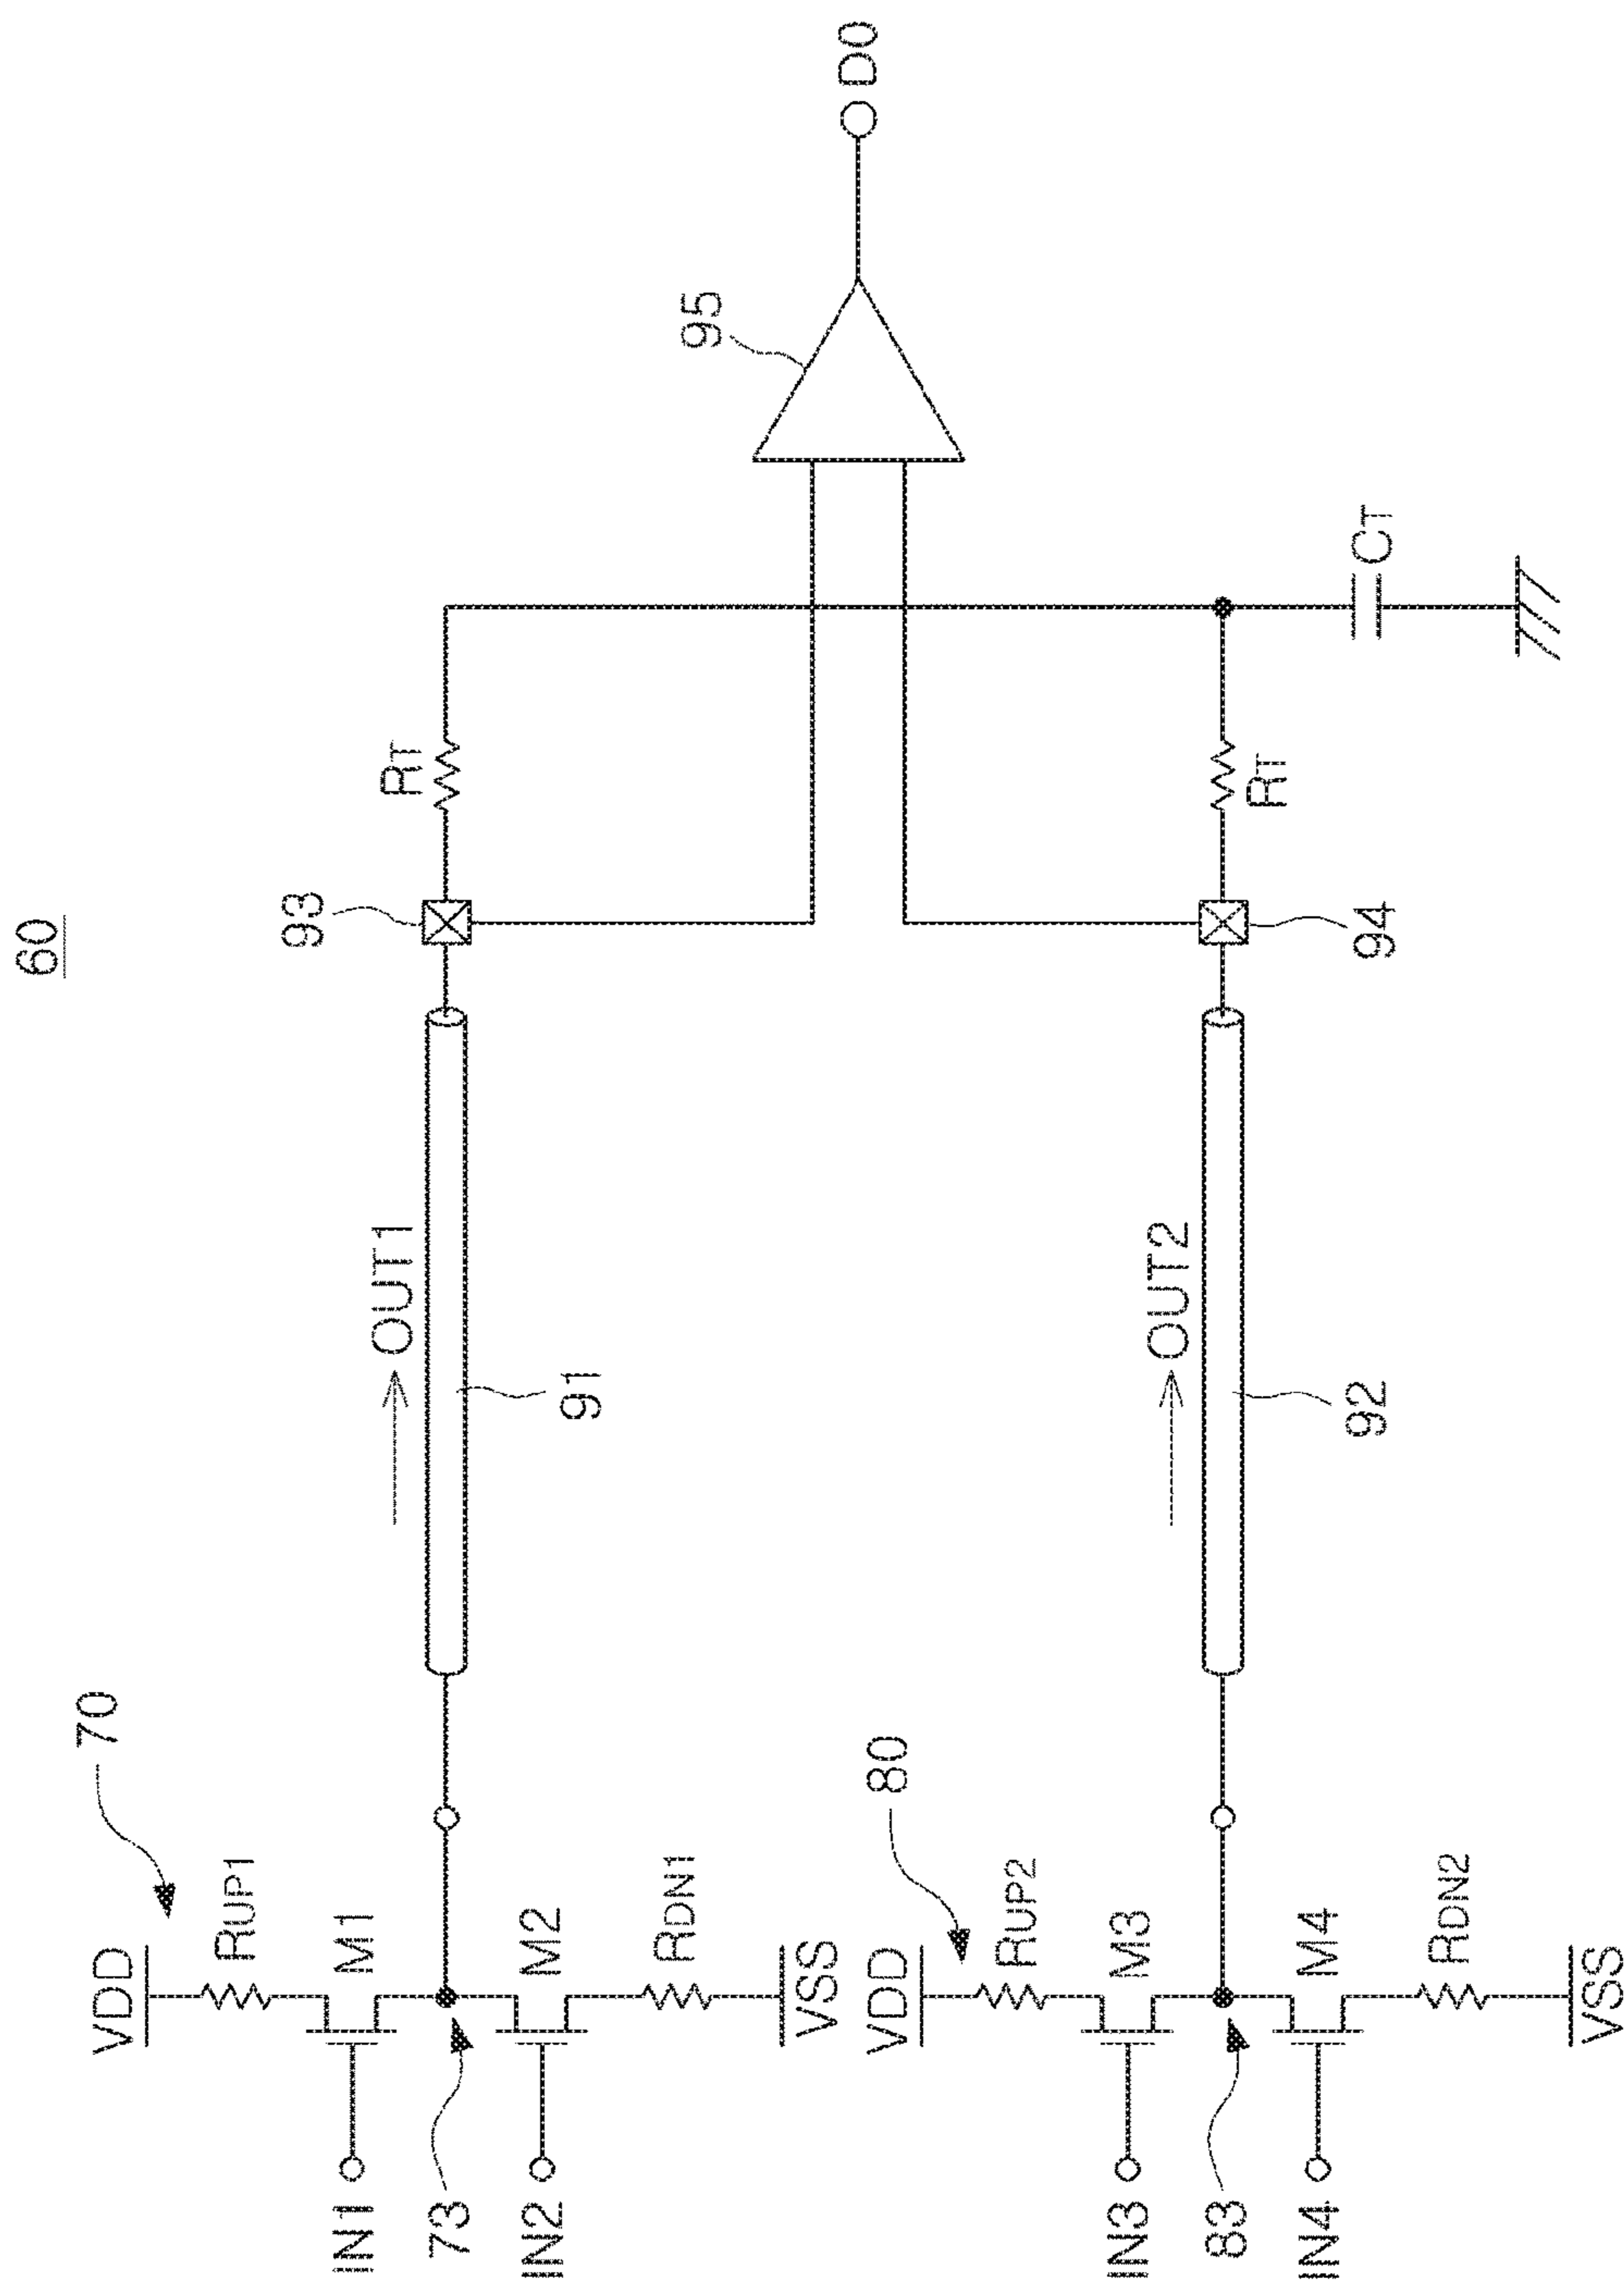 60
70
VDD
RUP1
IN1
M1
73
OUT1
91
93
RT
IN2
M2
RDN1
VSS
95
D0
80
VDD
RUP2
IN3
M3
83
OUT2
92
94
RT
CT
IN4
M4
RDN2
VSS